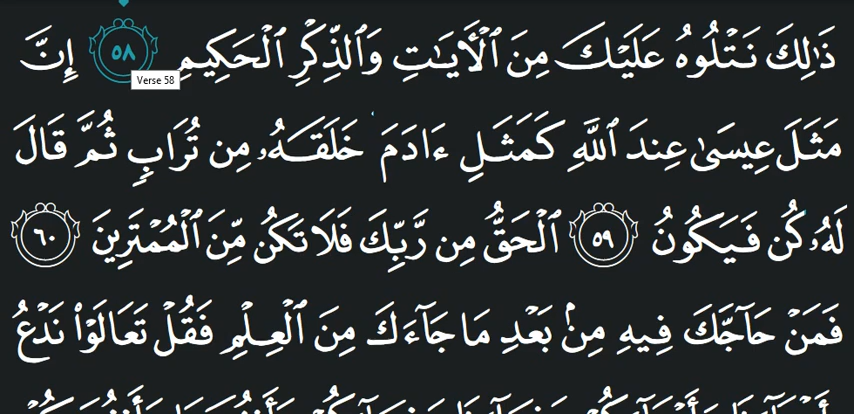 ذَٰلِكَ نَتْلُوهُ عَلَيْكَ مِنَ ٱلْـَٔايَـٰتِ وَٱلذِّكْرِ ٱلْحَكِيمِ ٥٨ إِنَّ
Verse 58
مَثَلَ عِيسَىٰ عِندَ ٱللَّهِ كَمَثَلِ ءَادَمَ ۖ خَلَقَهُۥ مِن تُرَابٍ ثُمَّ قَالَ
لَهُۥ كُن فَيَكُونُ ٥٩ ٱلْحَقُّ مِن رَّبِّكَ فَلَا تَكُن مِّنَ ٱلْمُمْتَرِينَ ٦٠
فَمَنْ حَآجَّكَ فِيهِ مِنۢ بَعْدِ مَا جَآءَكَ مِنَ ٱلْعِلْمِ فَقُلْ تَعَالَوْا۟ نَدْعُ